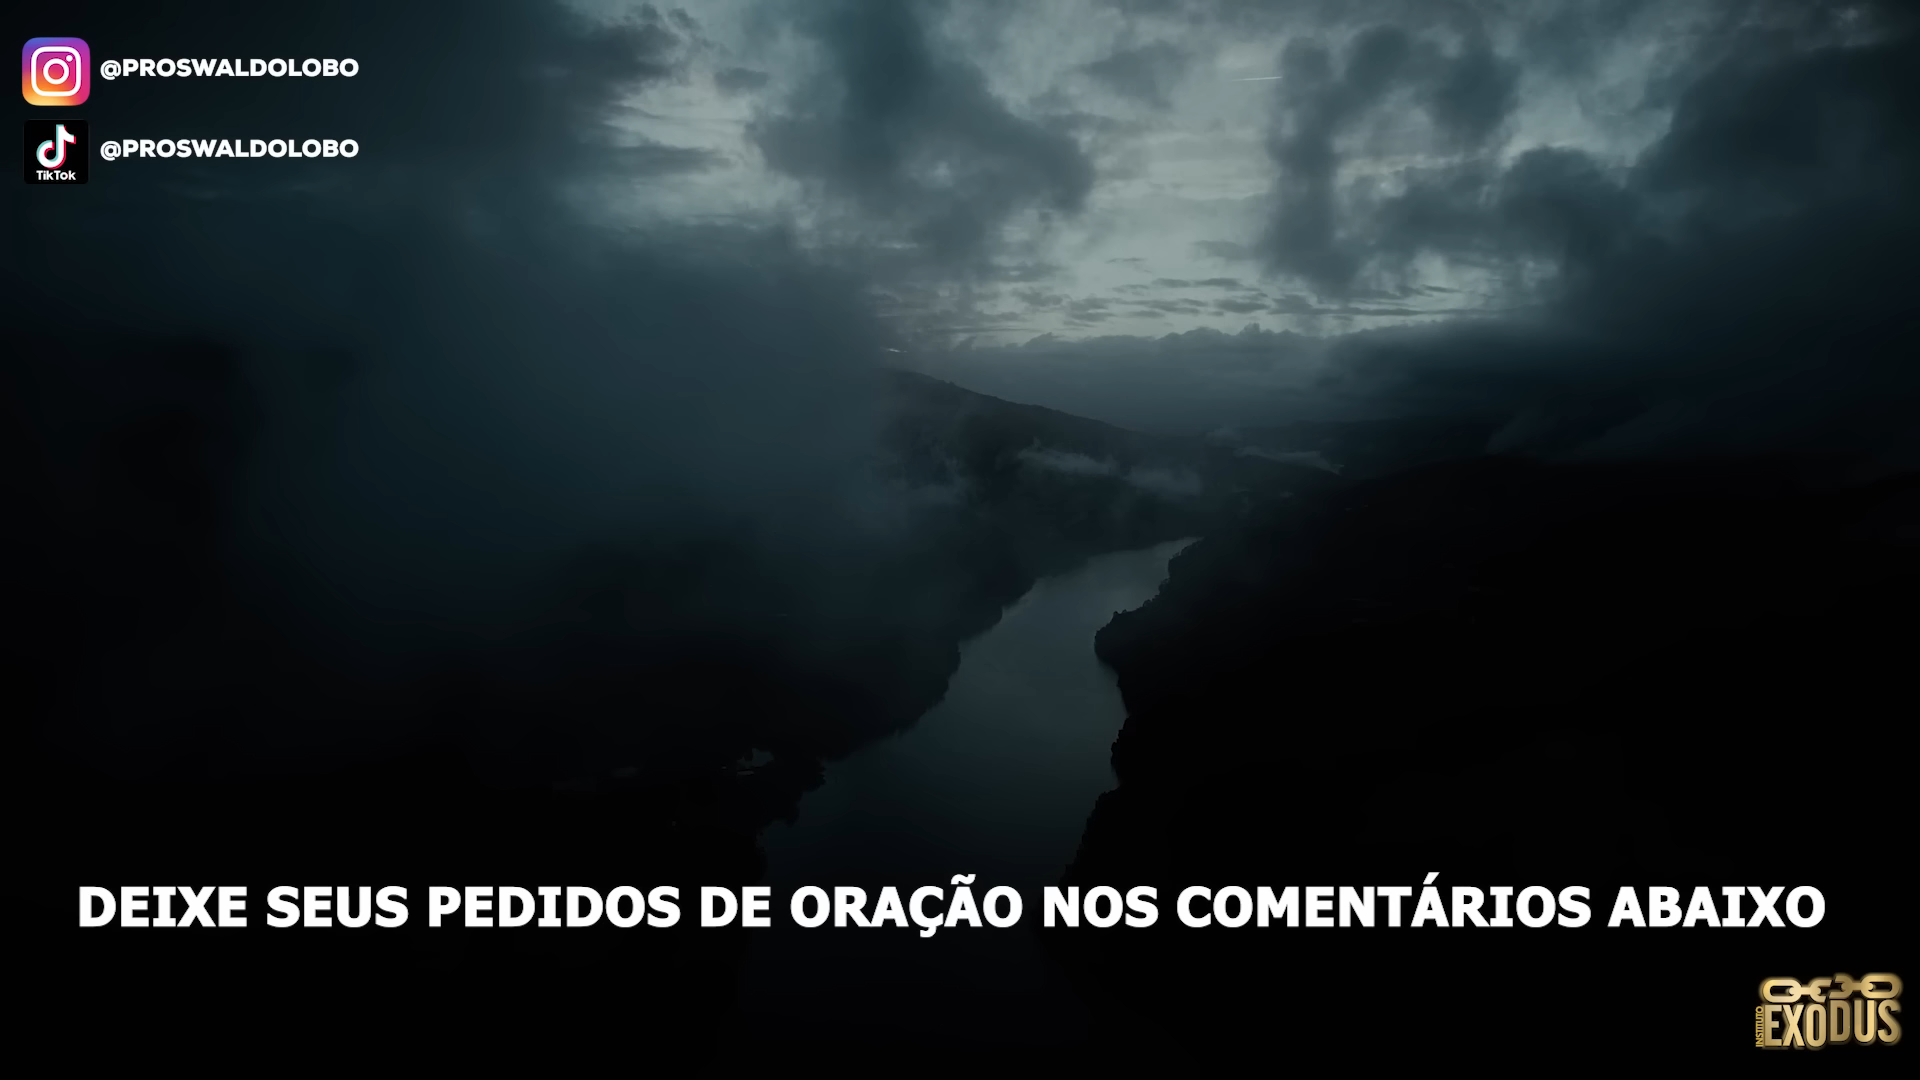 @PROSWALDOLOBO
TikTok
@PROSWALDOLOBO
DEIXE SEUS PEDIDOS DE ORAÇÃO NOS COMENTÁRIOS ABAIXO
INSTITUTO
EXODUS